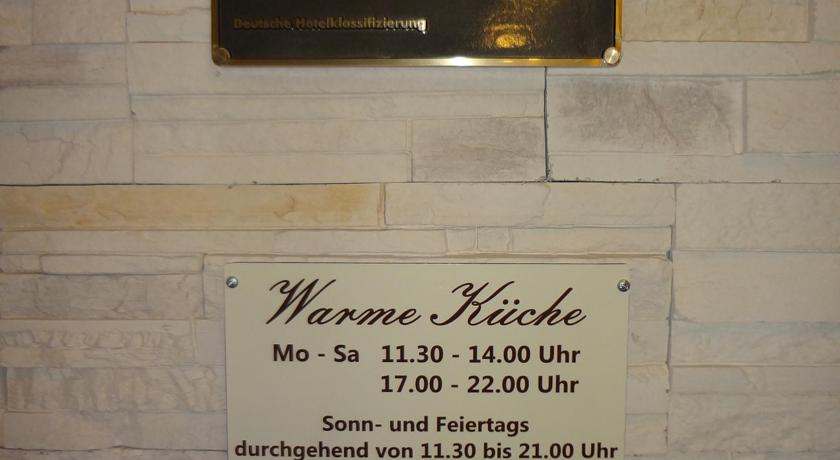 Deutsche Hotelklassifizierung
Warme Küche
Mo - Sa 11.30 - 14.00 Uhr
17.00 - 22.00 Uhr
Sonn- und Feiertags
durchgehend von 11.30 bis 21.00 Uhr